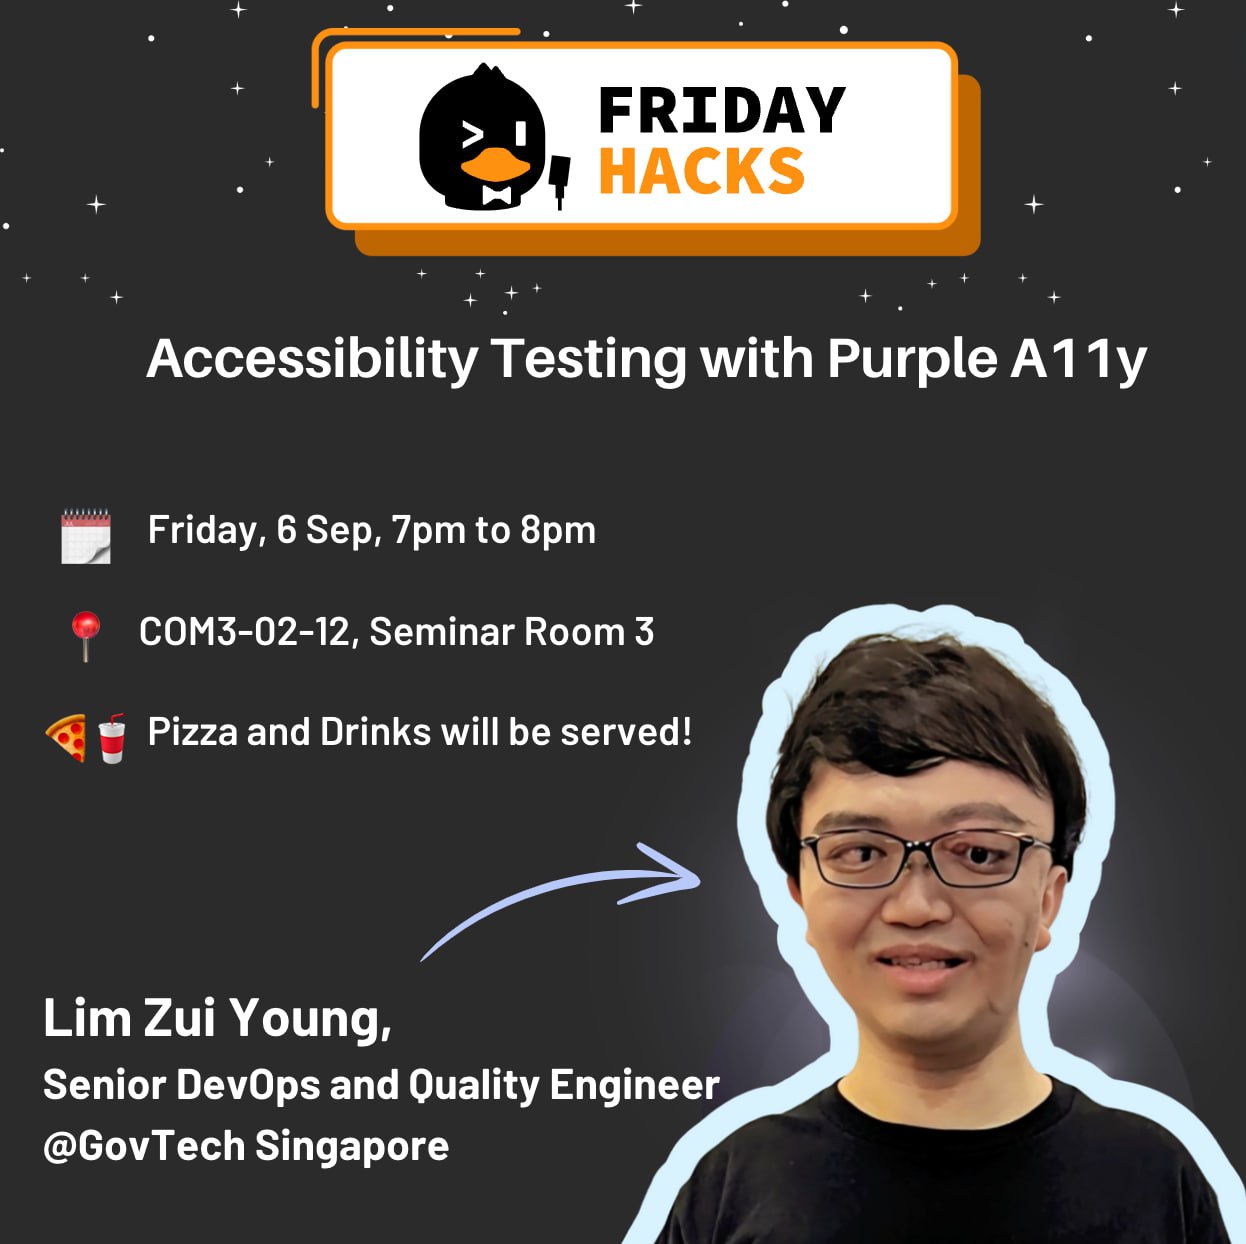 FRIDAY
HACKS
Accessibility Testing with Purple A11y
Friday, 6 Sep, 7pm to 8pm
COM3-02-12, Seminar Room 3
Pizza and Drinks will be served!
Lim Zui Young,
Senior DevOps and Quality Engineer
@GovTech Singapore